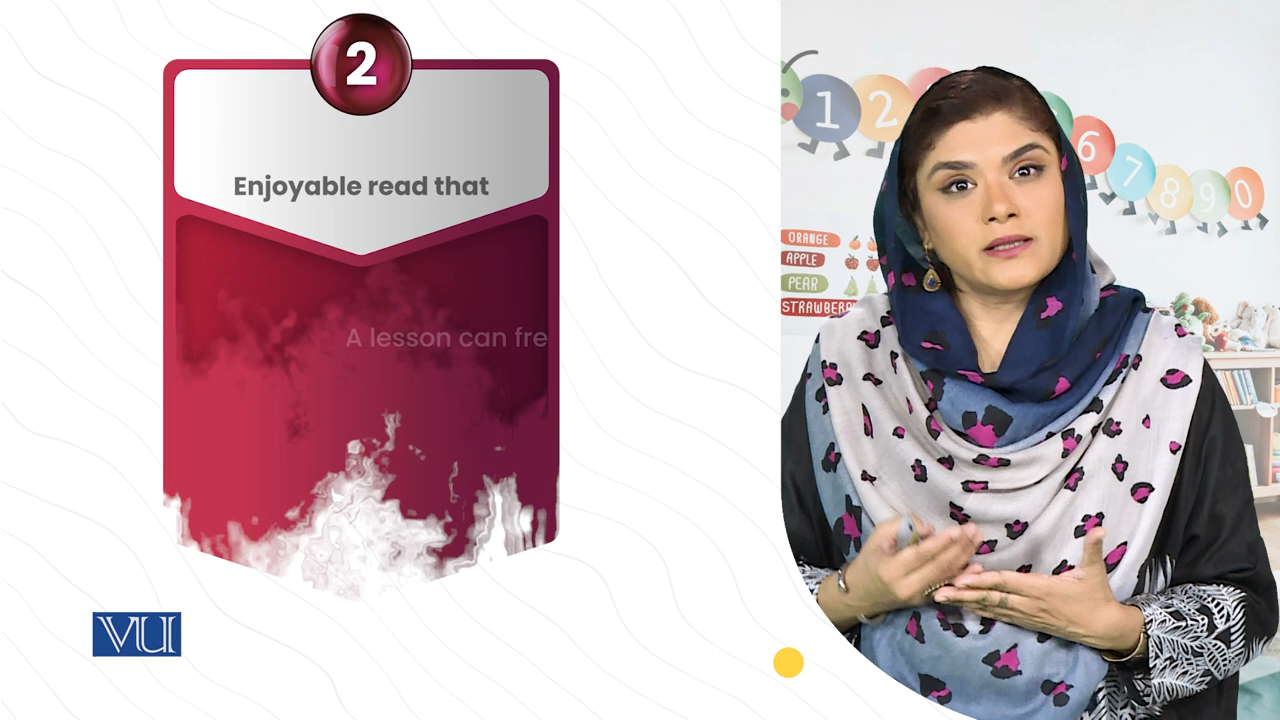 2
Enjoyable read that
A lesson can fre
VU
1 2 6 7 8 9 0
ORANGE
APPLE
PEAR
STRAWBERR